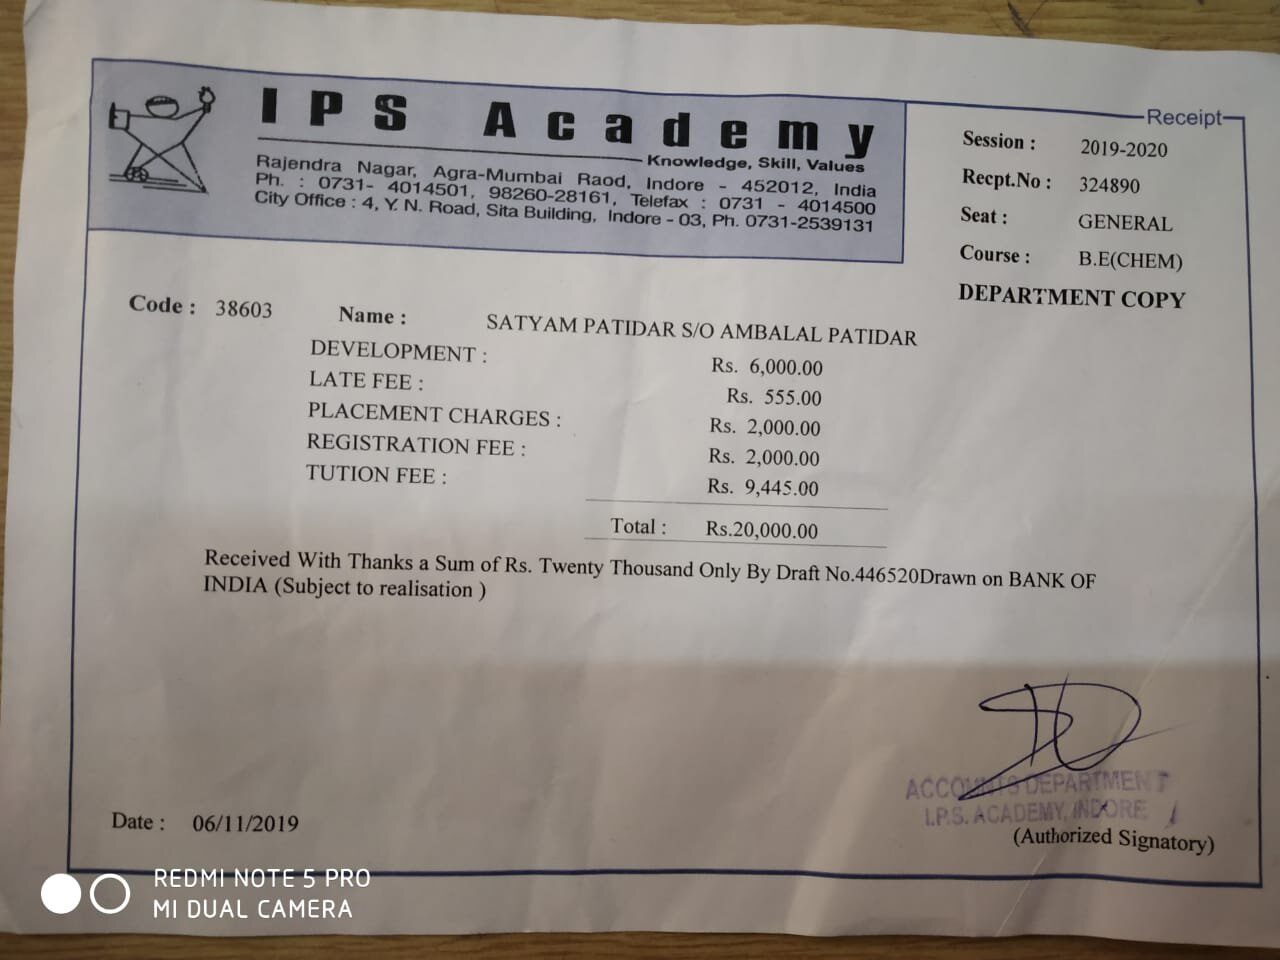 IPS Academy
Knowledge, Skill, Values
Rajendra Nagar, Agra-Mumbai Raod, Indore - 452012, India
Ph. : 0731- 4014501, 98260-28161, Telefax : 0731 - 4014500
City Office : 4, Y. N. Road, Sita Building, Indore - 03, Ph. 0731-2539131
Receipt
Session : 2019-2020
Recpt.No : 324890
Seat : GENERAL
Course : B.E(CHEM)
DEPARTMENT COPY
Code : 38603 Name : SATYAM PATIDAR S/O AMBALAL PATIDAR
DEVELOPMENT : Rs. 6,000.00
LATE FEE : Rs. 555.00
PLACEMENT CHARGES : Rs. 2,000.00
REGISTRATION FEE : Rs. 2,000.00
TUTION FEE : Rs. 9,445.00
Total : Rs.20,000.00
Received With Thanks a Sum of Rs. Twenty Thousand Only By Draft No.446520Drawn on BANK OF
INDIA (Subject to realisation )
ACCOUNTS DEPARTMENT
I.P.S. ACADEMY, INDORE
(Authorized Signatory)
Date : 06/11/2019
REDMI NOTE 5 PRO
MI DUAL CAMERA